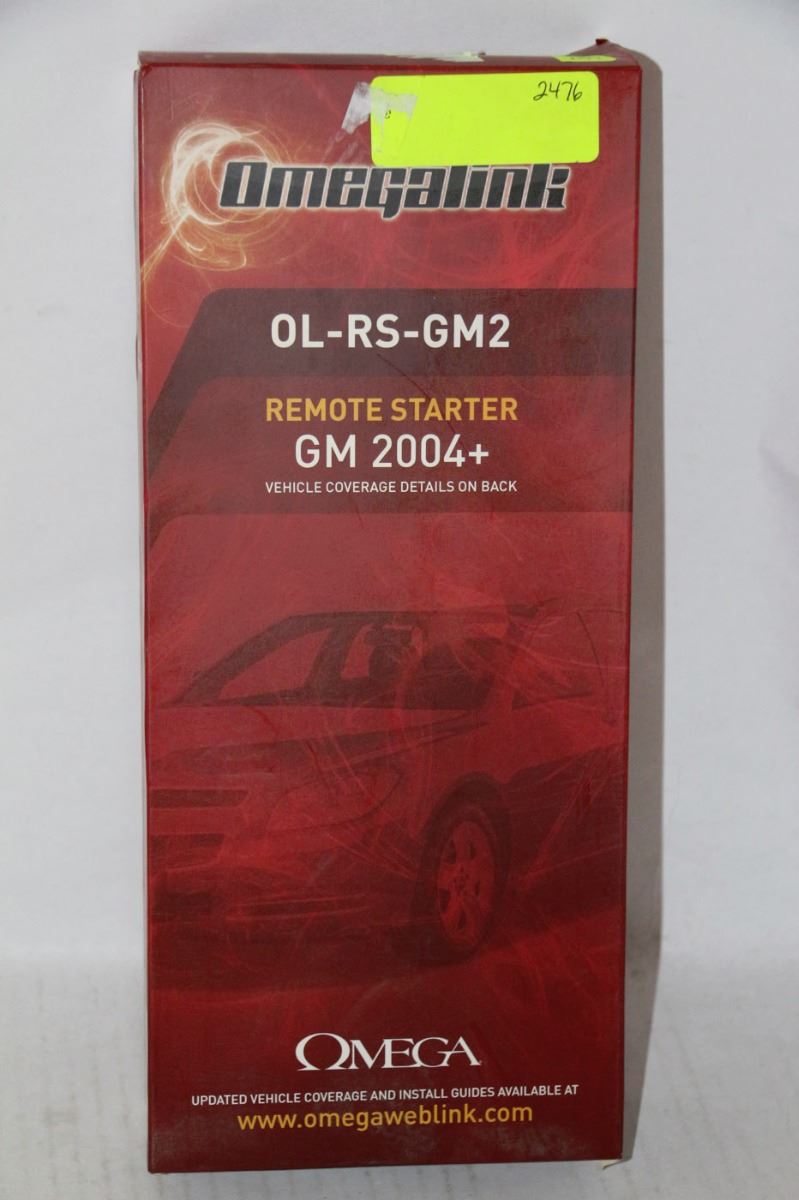 2476
Omegalink
OL-RS-GM2
REMOTE STARTER
GM 2004+
VEHICLE COVERAGE DETAILS ON BACK
ΩMEGA
UPDATED VEHICLE COVERAGE AND INSTALL GUIDES AVAILABLE AT
www.omegaweblink.com